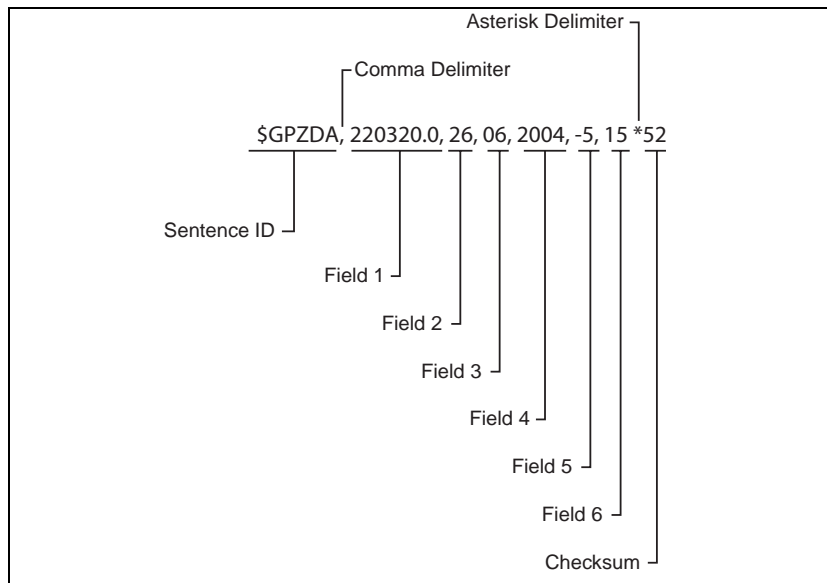 Asterisk Delimiter
Comma Delimiter
$GPZDA, 220320.0, 26, 06, 2004, -5, 15 *52
Sentence ID
Field 1
Field 2
Field 3
Field 4
Field 5
Field 6
Checksum